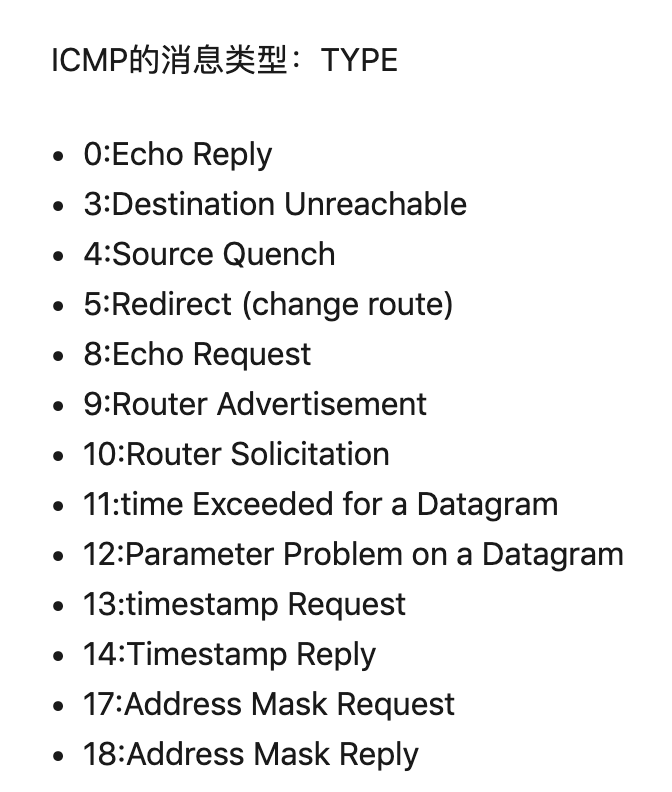 ICMP的消息类型：TYPE
• 0:Echo Reply
• 3:Destination Unreachable
• 4:Source Quench
• 5:Redirect (change route)
• 8:Echo Request
• 9:Router Advertisement
• 10:Router Solicitation
• 11:time Exceeded for a Datagram
• 12:Parameter Problem on a Datagram
• 13:timestamp Request
• 14:Timestamp Reply
• 17:Address Mask Request
• 18:Address Mask Reply